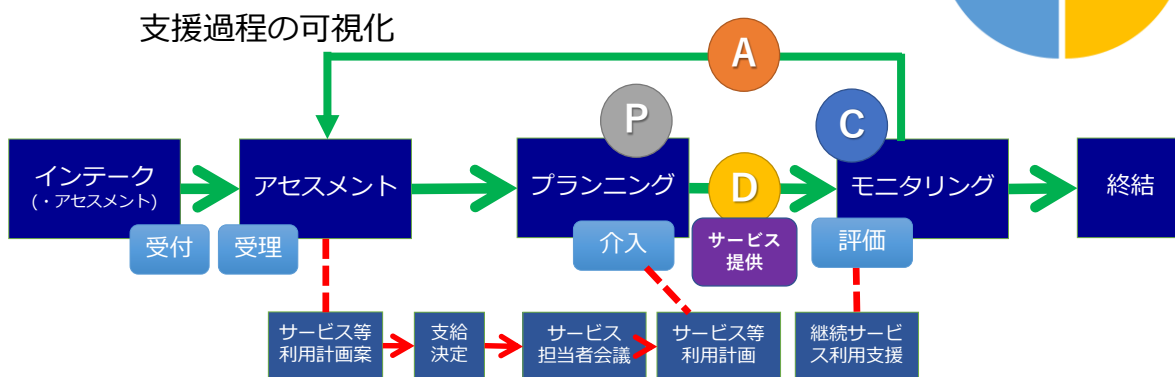 支援過程の可視化
A
P
C
インテーク
(・アセスメント)
アセスメント
プランニング
D
モニタリング
終結
受付
受理
介入
サービス
提供
評価
サービス等
利用計画案
支給
決定
サービス
担当者会議
サービス等
利用計画
継続サービ
ス利用支援